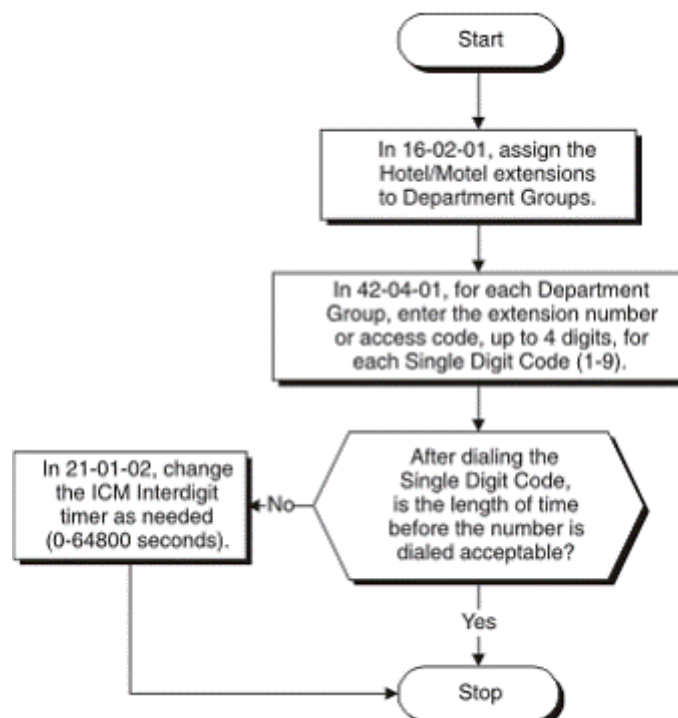 Start
In 16-02-01, assign the
Hotel/Motel extensions
to Department Groups.
In 42-04-01, for each Department
Group, enter the extension number
or access code, up to 4 digits, for
each Single Digit Code (1-9).
After dialing the
Single Digit Code,
is the length of time
before the number is
dialed acceptable?
No
In 21-01-02, change
the ICM Interdigit
timer as needed
(0-64800 seconds).
Yes
Stop